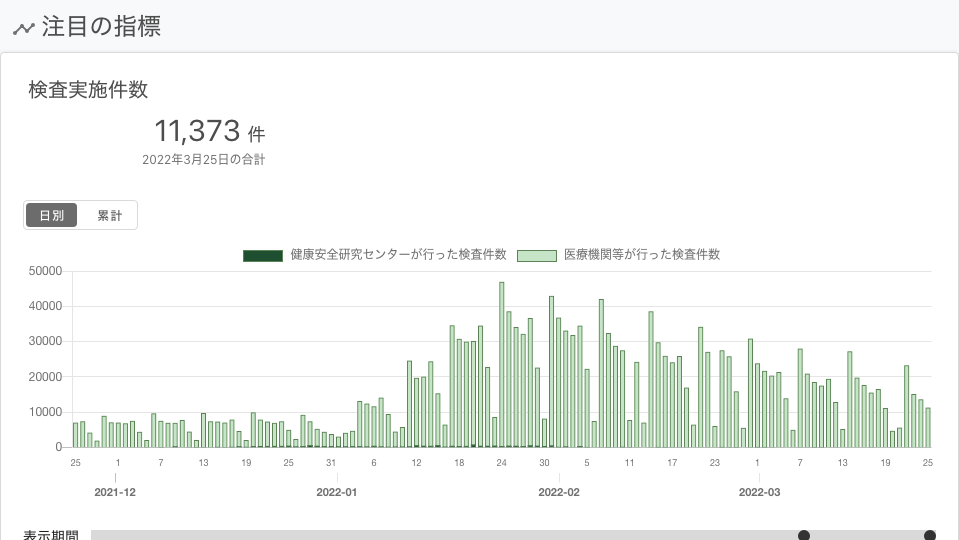 注目の指標
検査実施件数
11,373 件
2022年3月25日の合計
日別 累計
健康安全研究センターが行った検査件数 医療機関等が行った検査件数
50000
40000
30000
20000
10000
0
25 1 7 13 19 25 31 6 12 18 24 30 5 11 17 23 1 7 13 19 25
2021-12 2022-01 2022-02 2022-03
表示期間